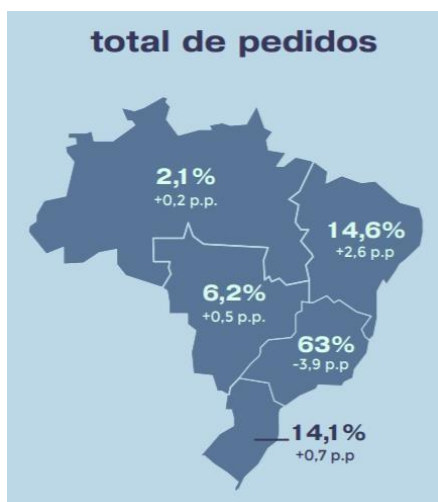 total de pedidos
2,1%
+0,2 p.p.
14,6%
+2,6 p.p
6,2%
+0,5 p.p.
63%
-3,9 p.p
14,1%
+0,7 p.p